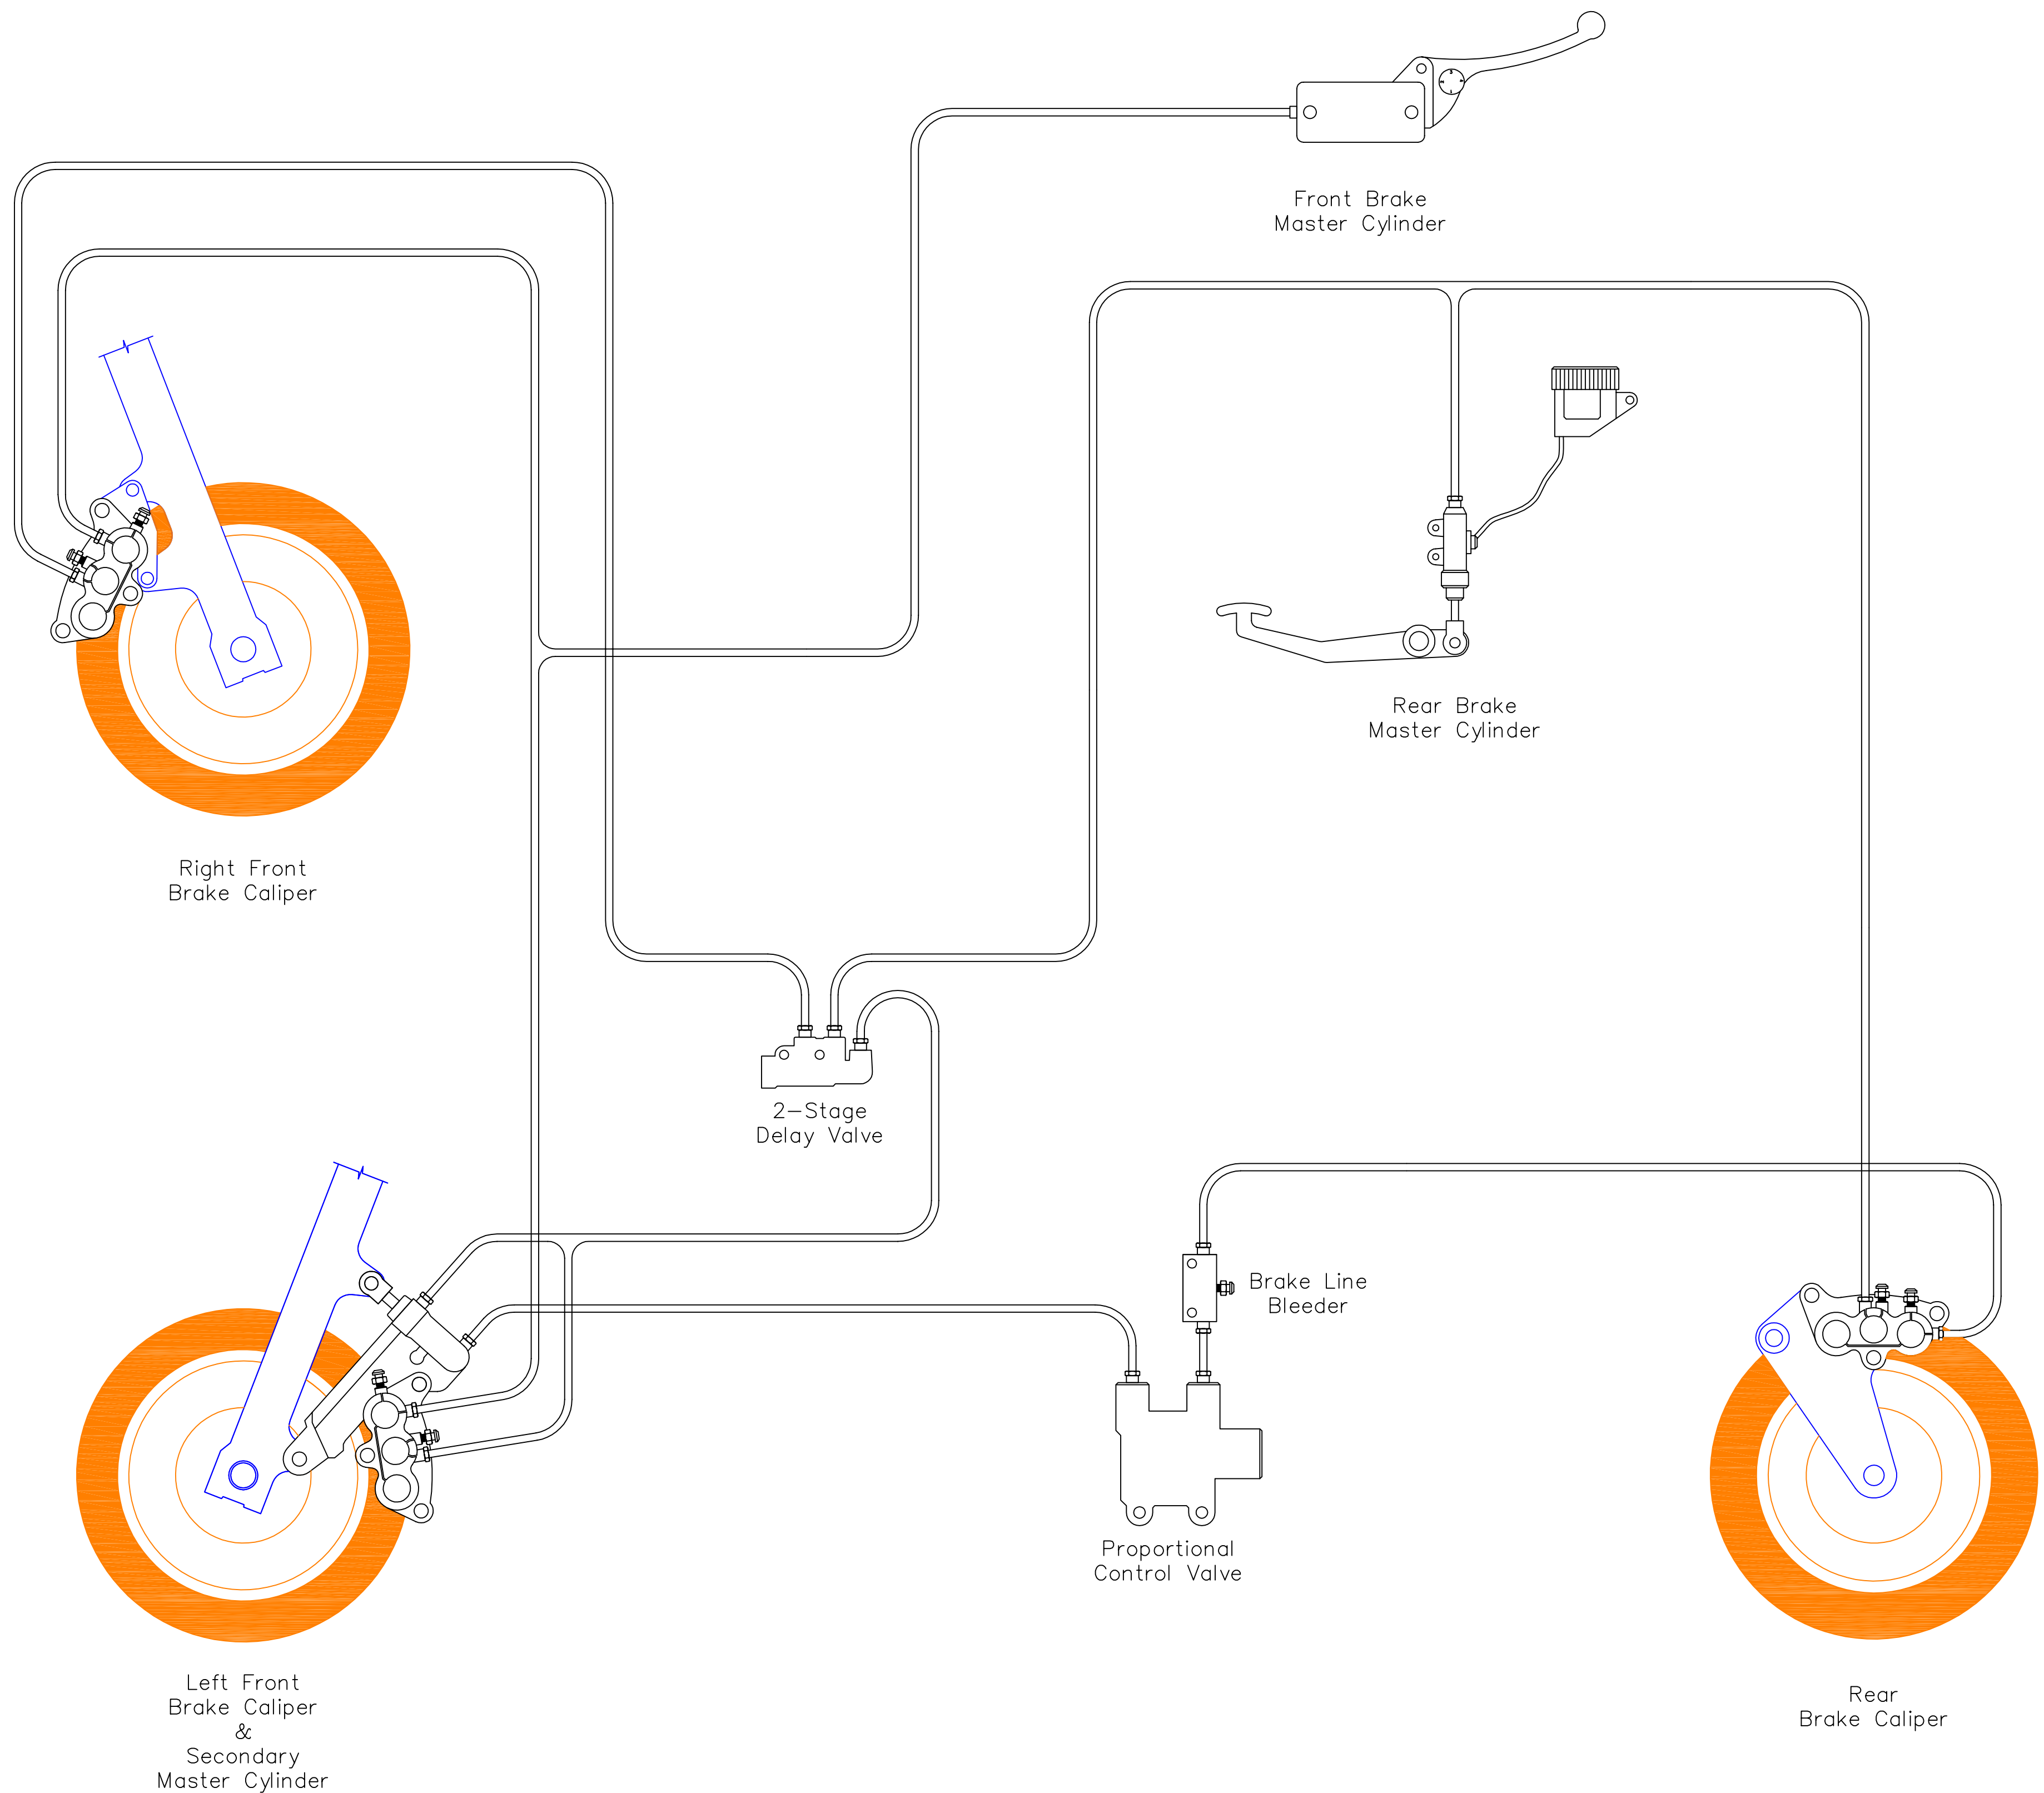 Front Brake
Master Cylinder
Rear Brake
Master Cylinder
Right Front
Brake Caliper
2-Stage
Delay Valve
Brake Line
Bleeder
Proportional
Control Valve
Left Front
Brake Caliper
&
Secondary
Master Cylinder
Rear
Brake Caliper